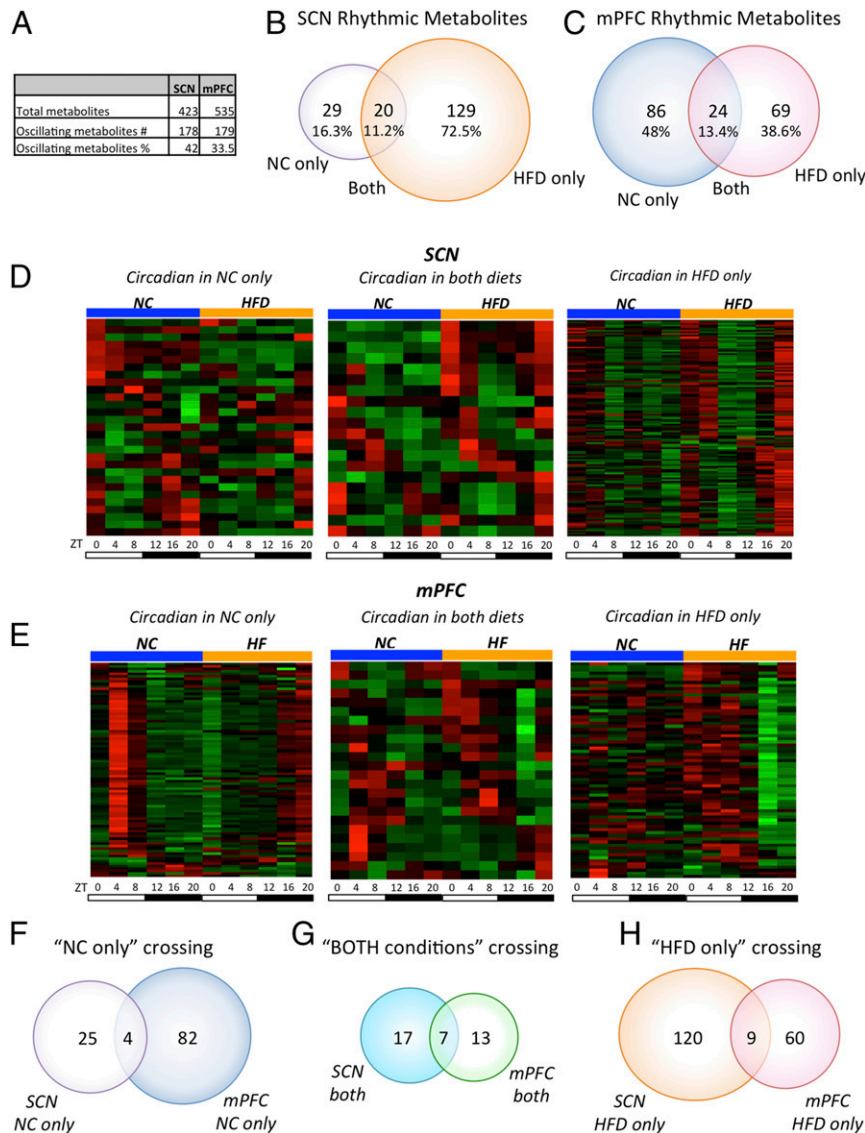 A
SCN mPFC
Total metabolites 423 535
Oscillating metabolites # 178 179
Oscillating metabolites % 42 33.5
B SCN Rhythmic Metabolites
29 20 129
16.3% 11.2% 72.5%
NC only
Both
HFD only
C mPFC Rhythmic Metabolites
86 24 69
48% 13.4% 38.6%
NC only
Both
HFD only
D
SCN
Circadian in NC only Circadian in both diets Circadian in HFD only
NC HFD NC HFD NC HFD
ZT 0 4 8 12 16 20 0 4 8 12 16 20 0 4 8 12 16 20 0 4 8 12 16 20 0 4 8 12 16 20 0 4 8 12 16 20
E
mPFC
Circadian in NC only Circadian in both diets Circadian in HFD only
NC HF NC HF NC HF
ZT 0 4 8 12 16 20 0 4 8 12 16 20 0 4 8 12 16 20 0 4 8 12 16 20 0 4 8 12 16 20 0 4 8 12 16 20
F
"NC only" crossing
25 4 82
SCN
NC only
mPFC
NC only
G
"BOTH conditions" crossing
17 7 13
SCN
both
mPFC
both
H
"HFD only" crossing
120 9 60
SCN
HFD only
mPFC
HFD only